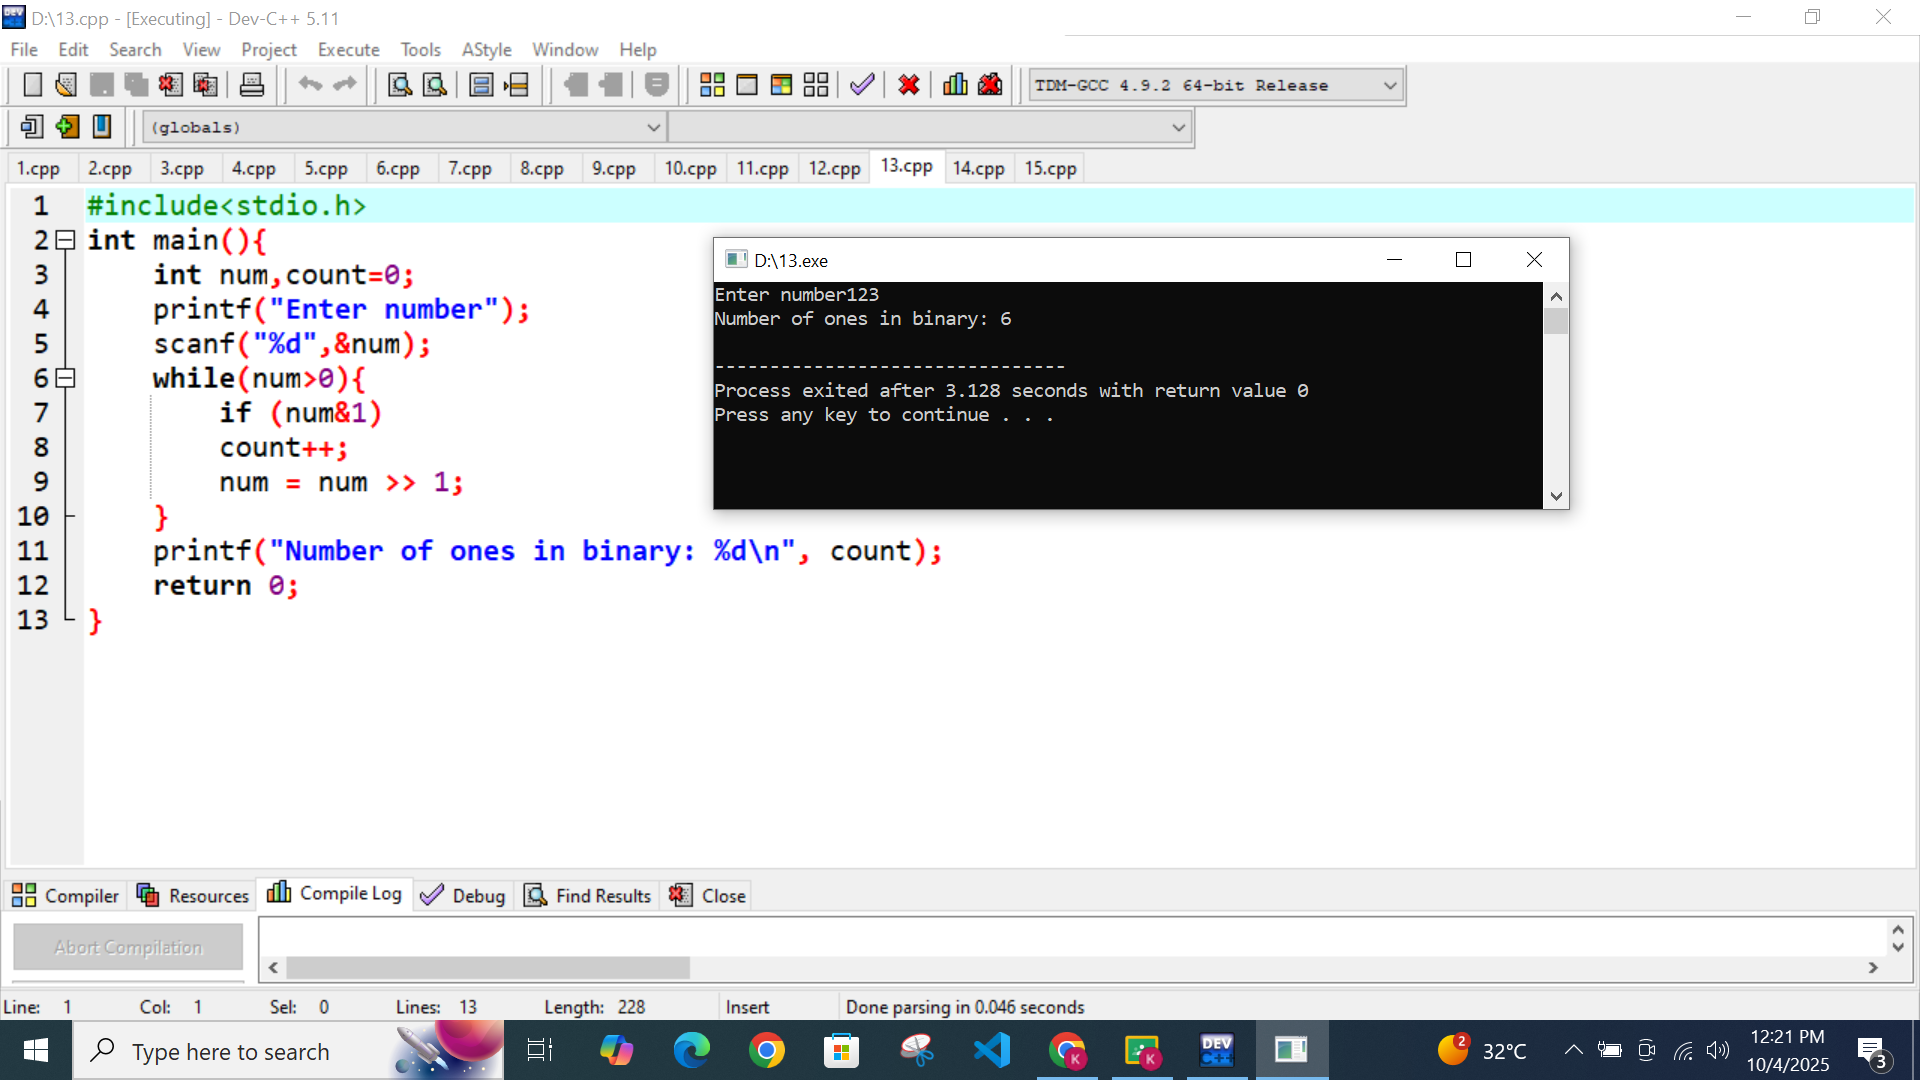 D:\13.cpp - [Executing] - Dev-C++ 5.11
File Edit Search View Project Execute Tools AStyle Window Help
TDM-GCC 4.9.2 64-bit Release
(globals)
1.cpp 2.cpp 3.cpp 4.cpp 5.cpp 6.cpp 7.cpp 8.cpp 9.cpp 10.cpp 11.cpp 12.cpp 13.cpp 14.cpp 15.cpp
1 #include<stdio.h>
2 int main(){
3 int num,count=0;
4 printf("Enter number");
5 scanf("%d",&num);
6 while(num>0){
7 if (num&1)
8 count++;
9 num = num >> 1;
10 }
11 printf("Number of ones in binary: %d\n", count);
12 return 0;
13 }
D:\13.exe
Enter number123
Number of ones in binary: 6
--------------------------------
Process exited after 3.128 seconds with return value 0
Press any key to continue . . .
Compiler Resources Compile Log Debug Find Results Close
Abort Compilation
Line: 1 Col: 1 Sel: 0 Lines: 13 Length: 228 Insert Done parsing in 0.046 seconds
Type here to search
K
K
DEV
C++
2
32°C
12:21 PM
10/4/2025
3